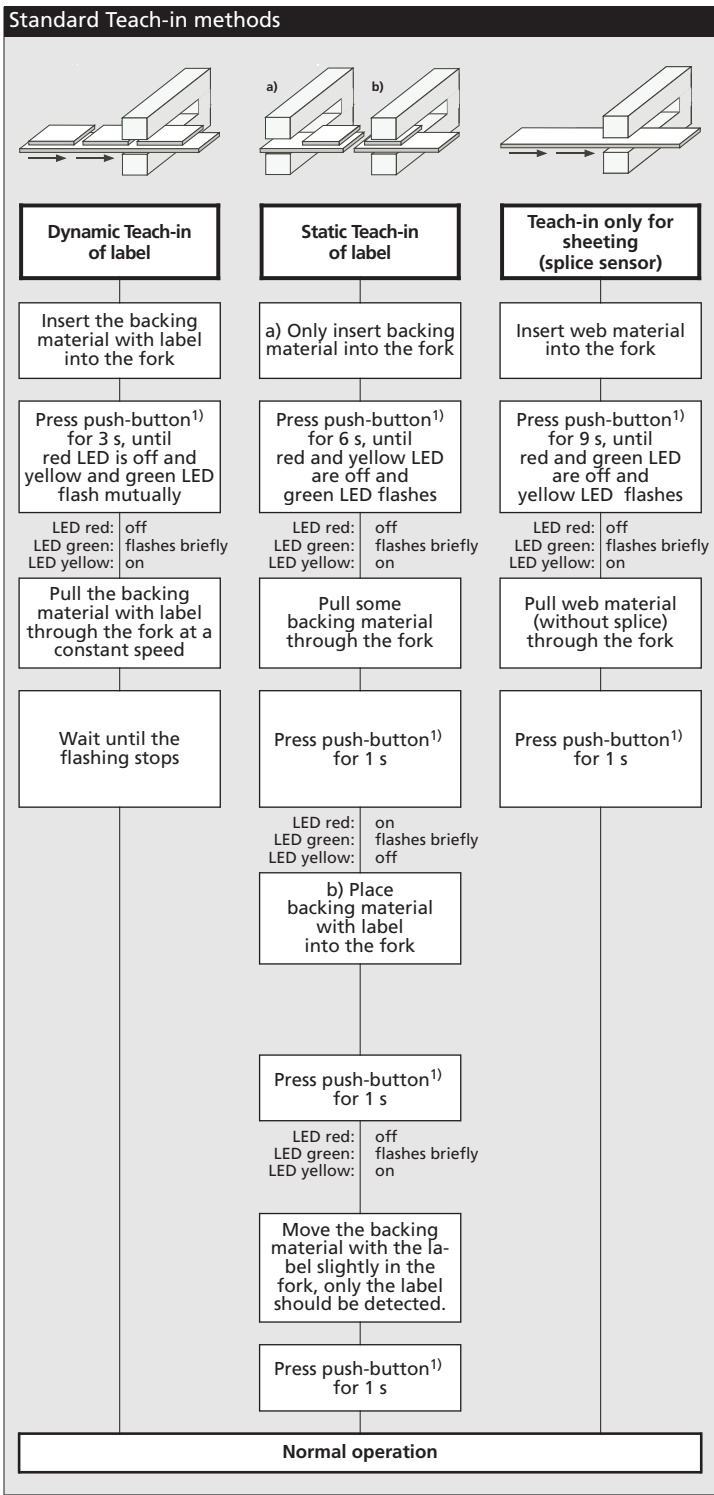 Standard Teach-in methods
a)
b)
Dynamic Teach-in
of label
Insert the backing
material with label
into the fork
Press push-button1)
for 3 s, until
red LED is off and
yellow and green LED
flash mutually
LED red: off
LED green: flashes briefly
LED yellow: on
Pull the backing
material with label
through the fork at a
constant speed
Wait until the
flashing stops
Static Teach-in
of label
a) Only insert backing
material into the fork
Press push-button1)
for 6 s, until
red and yellow LED
are off and
green LED flashes
LED red: off
LED green: flashes briefly
LED yellow: on
Pull some
backing material
through the fork
Press push-button1)
for 1 s
LED red: on
LED green: flashes briefly
LED yellow: off
b) Place
backing material
with label
into the fork
Press push-button1)
for 1 s
LED red: off
LED green: flashes briefly
LED yellow: on
Move the backing
material with the la-
bel slightly in the
fork, only the label
should be detected.
Press push-button1)
for 1 s
Teach-in only for
sheeting
(splice sensor)
Insert web material
into the fork
Press push-button1)
for 9 s, until
red and green LED
are off and
yellow LED flashes
LED red: off
LED green: flashes briefly
LED yellow: on
Pull web material
(without splice)
through the fork
Press push-button1)
for 1 s
Normal operation